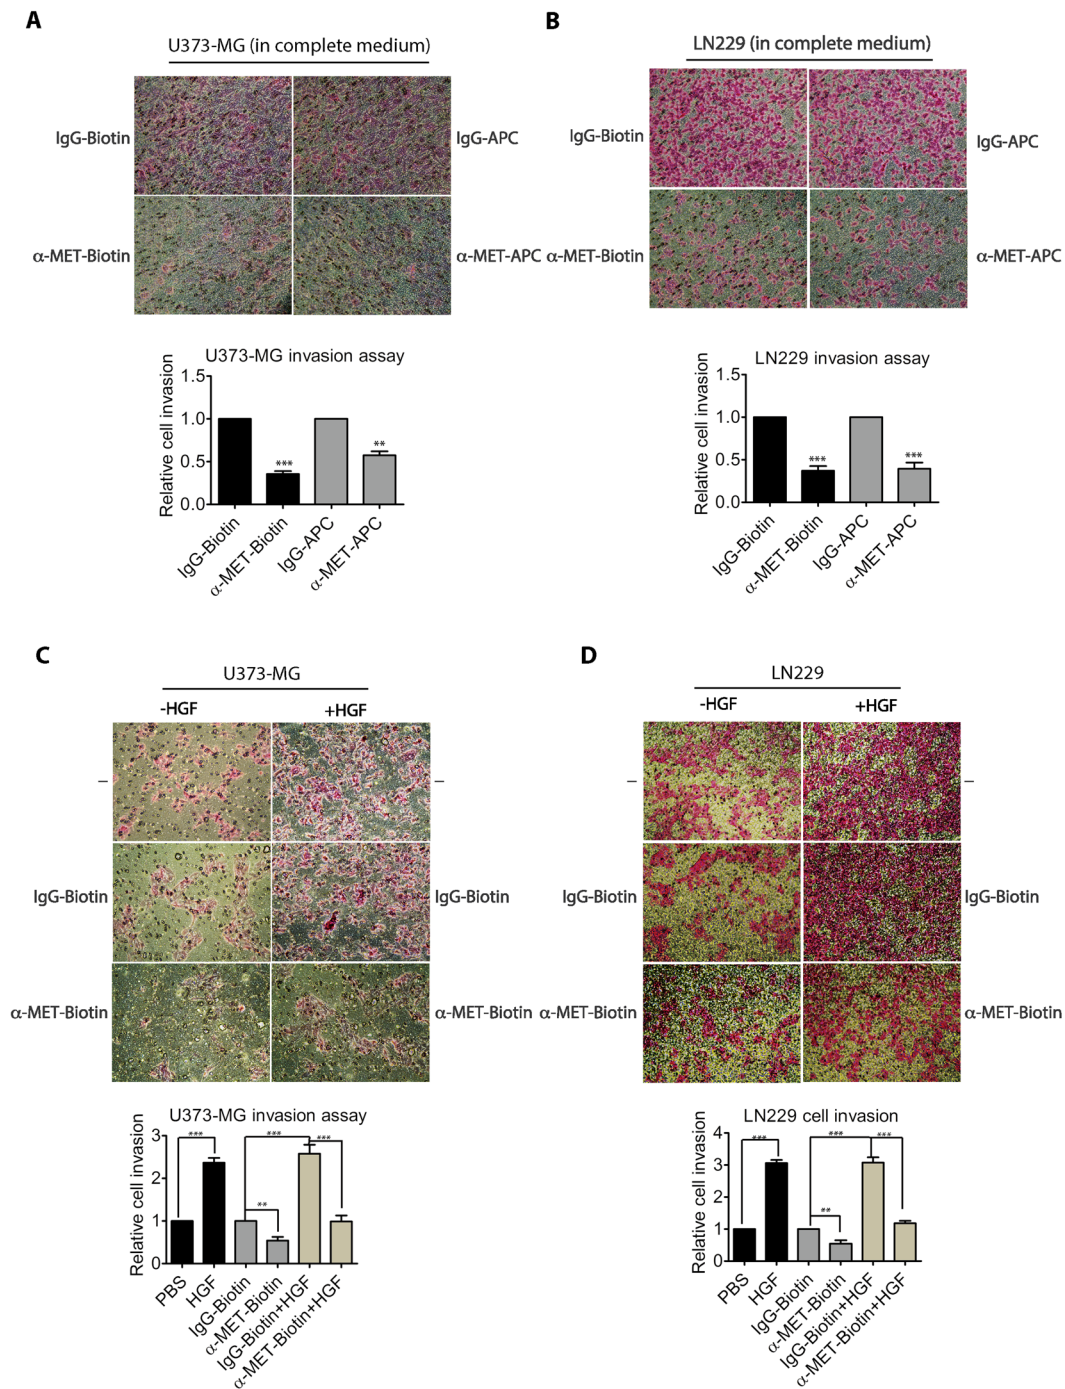 A
U373-MG (in complete medium)
IgG-Biotin
IgG-APC
α-MET-Biotin
α-MET-APC
U373-MG invasion assay
Relative cell invasion
1.5
1.0
0.5
0.0
***
**
IgG-Biotin
α-MET-Biotin
IgG-APC
α-MET-APC
B
LN229 (in complete medium)
IgG-Biotin
IgG-APC
α-MET-Biotin
α-MET-APC
LN229 invasion assay
Relative cell invasion
1.5
1.0
0.5
0.0
***
***
IgG-Biotin
α-MET-Biotin
IgG-APC
α-MET-APC
C
U373-MG
-HGF
+HGF
–
–
IgG-Biotin
IgG-Biotin
α-MET-Biotin
α-MET-Biotin
U373-MG invasion assay
Relative cell invasion
3
2
1
0
***
***
***
**
PBS
HGF
IgG-Biotin
α-MET-Biotin
IgG-Biotin+HGF
α-MET-Biotin+HGF
D
LN229
-HGF
+HGF
–
–
IgG-Biotin
IgG-Biotin
α-MET-Biotin
α-MET-Biotin
LN229 cell invasion
Relative cell invasion
4
3
2
1
0
***
***
***
**
PBS
HGF
IgG-Biotin
α-MET-Biotin
IgG-Biotin+HGF
α-MET-Biotin+HGF